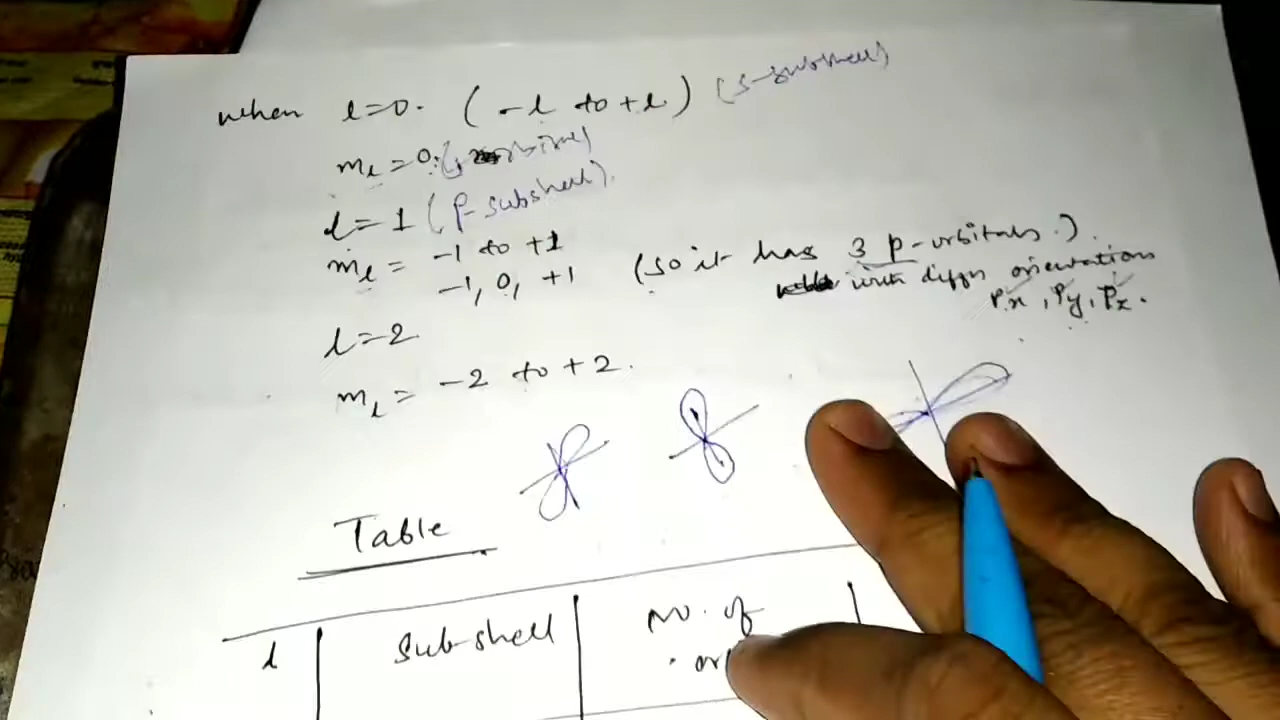 when l=0. (-l to +l) (s-subshell)
ml = 0.
l=1 (p-subshell).
ml = -1 to +1
-1, 0, +1 (so it has 3 p-orbitals.).
with diffn orientations
Px, Py, Pz.
l=2
ml = -2 to +2.
Table
l Sub-shell No. of